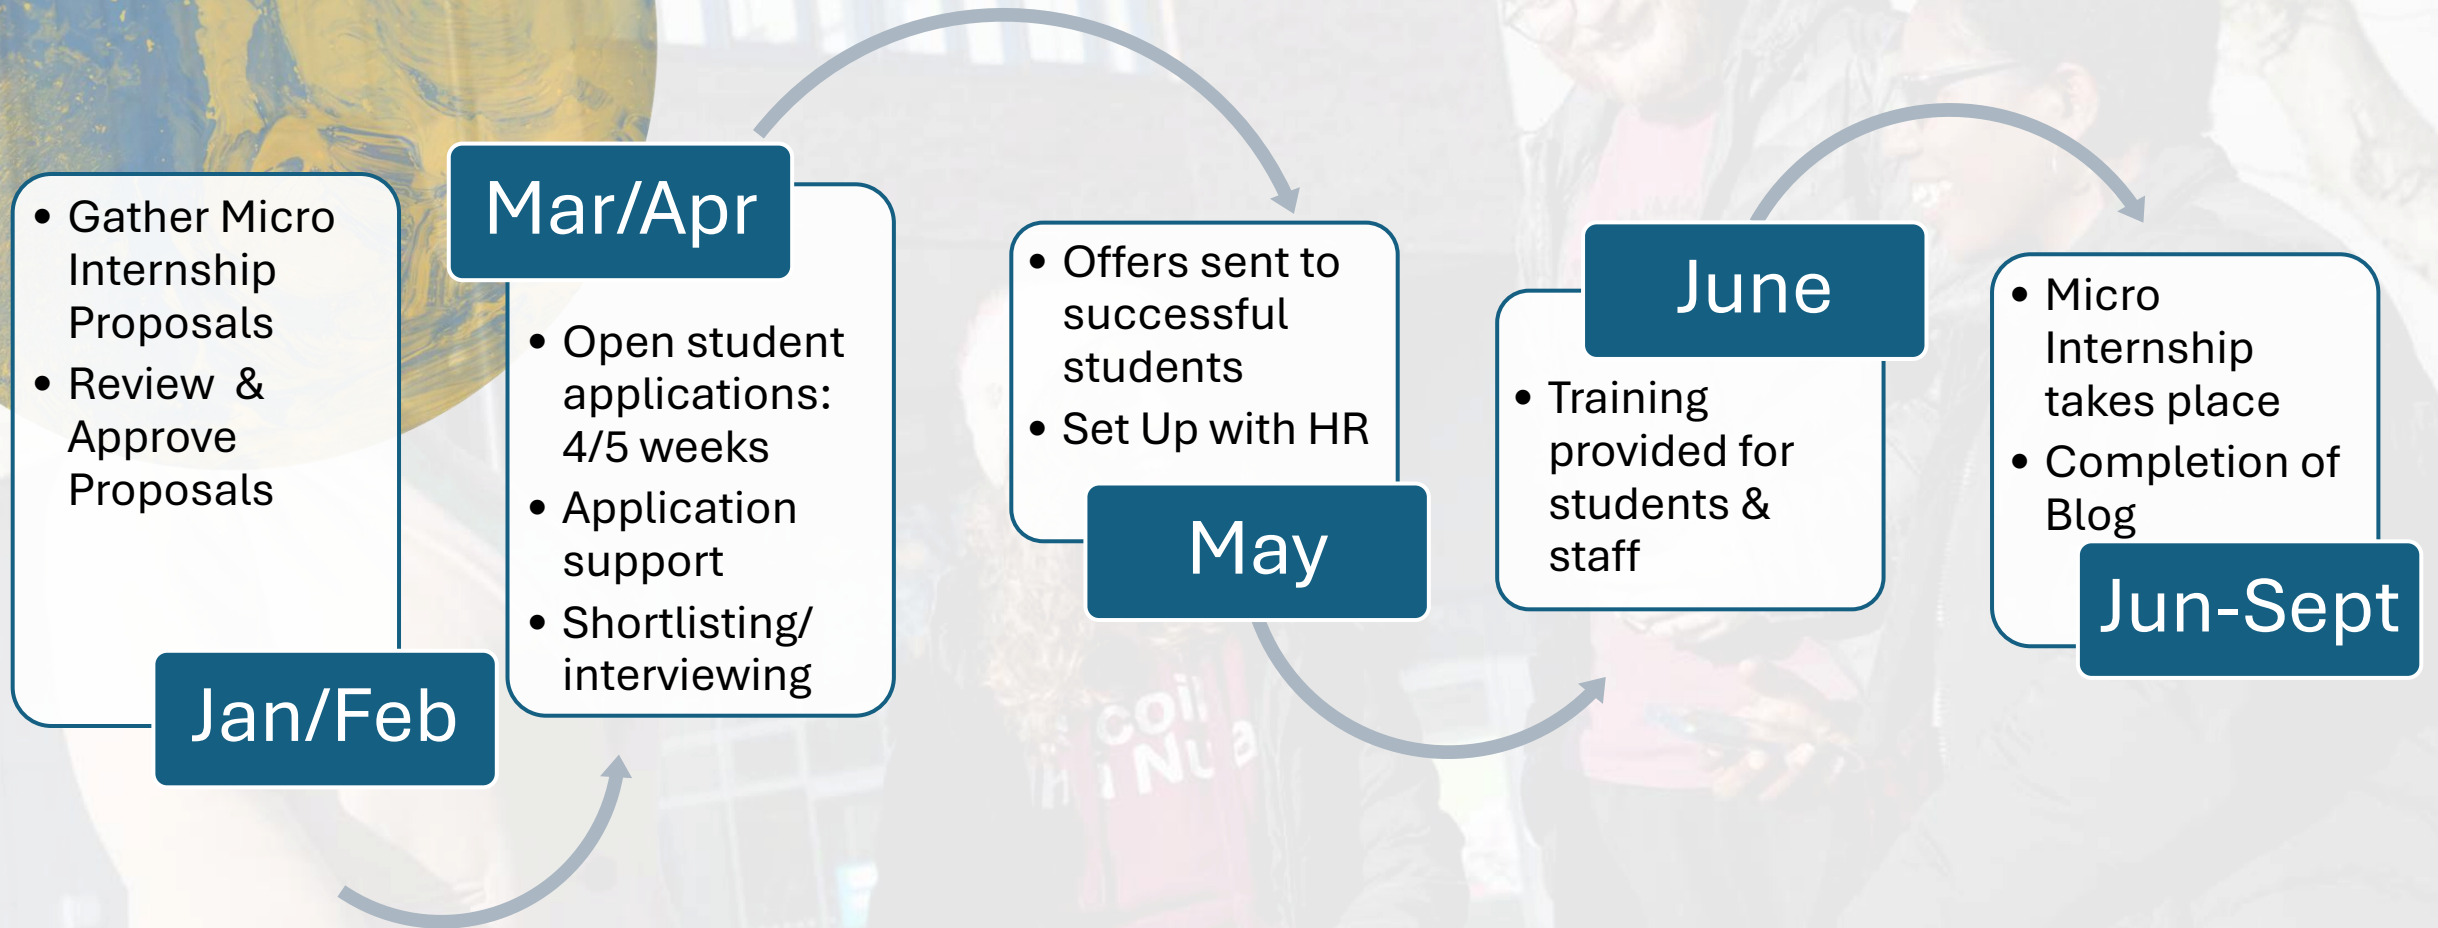 • Gather Micro
Internship
Proposals
• Review & 
Approve
Proposals
Jan/Feb
Mar/Apr
• Open student
applications:
4/5 weeks
• Application
support
• Shortlisting/
interviewing
• Offers sent to
successful
students
• Set Up with HR
May
June
• Training
provided for
students &
staff
• Micro
Internship
takes place
• Completion of
Blog
Jun-Sept